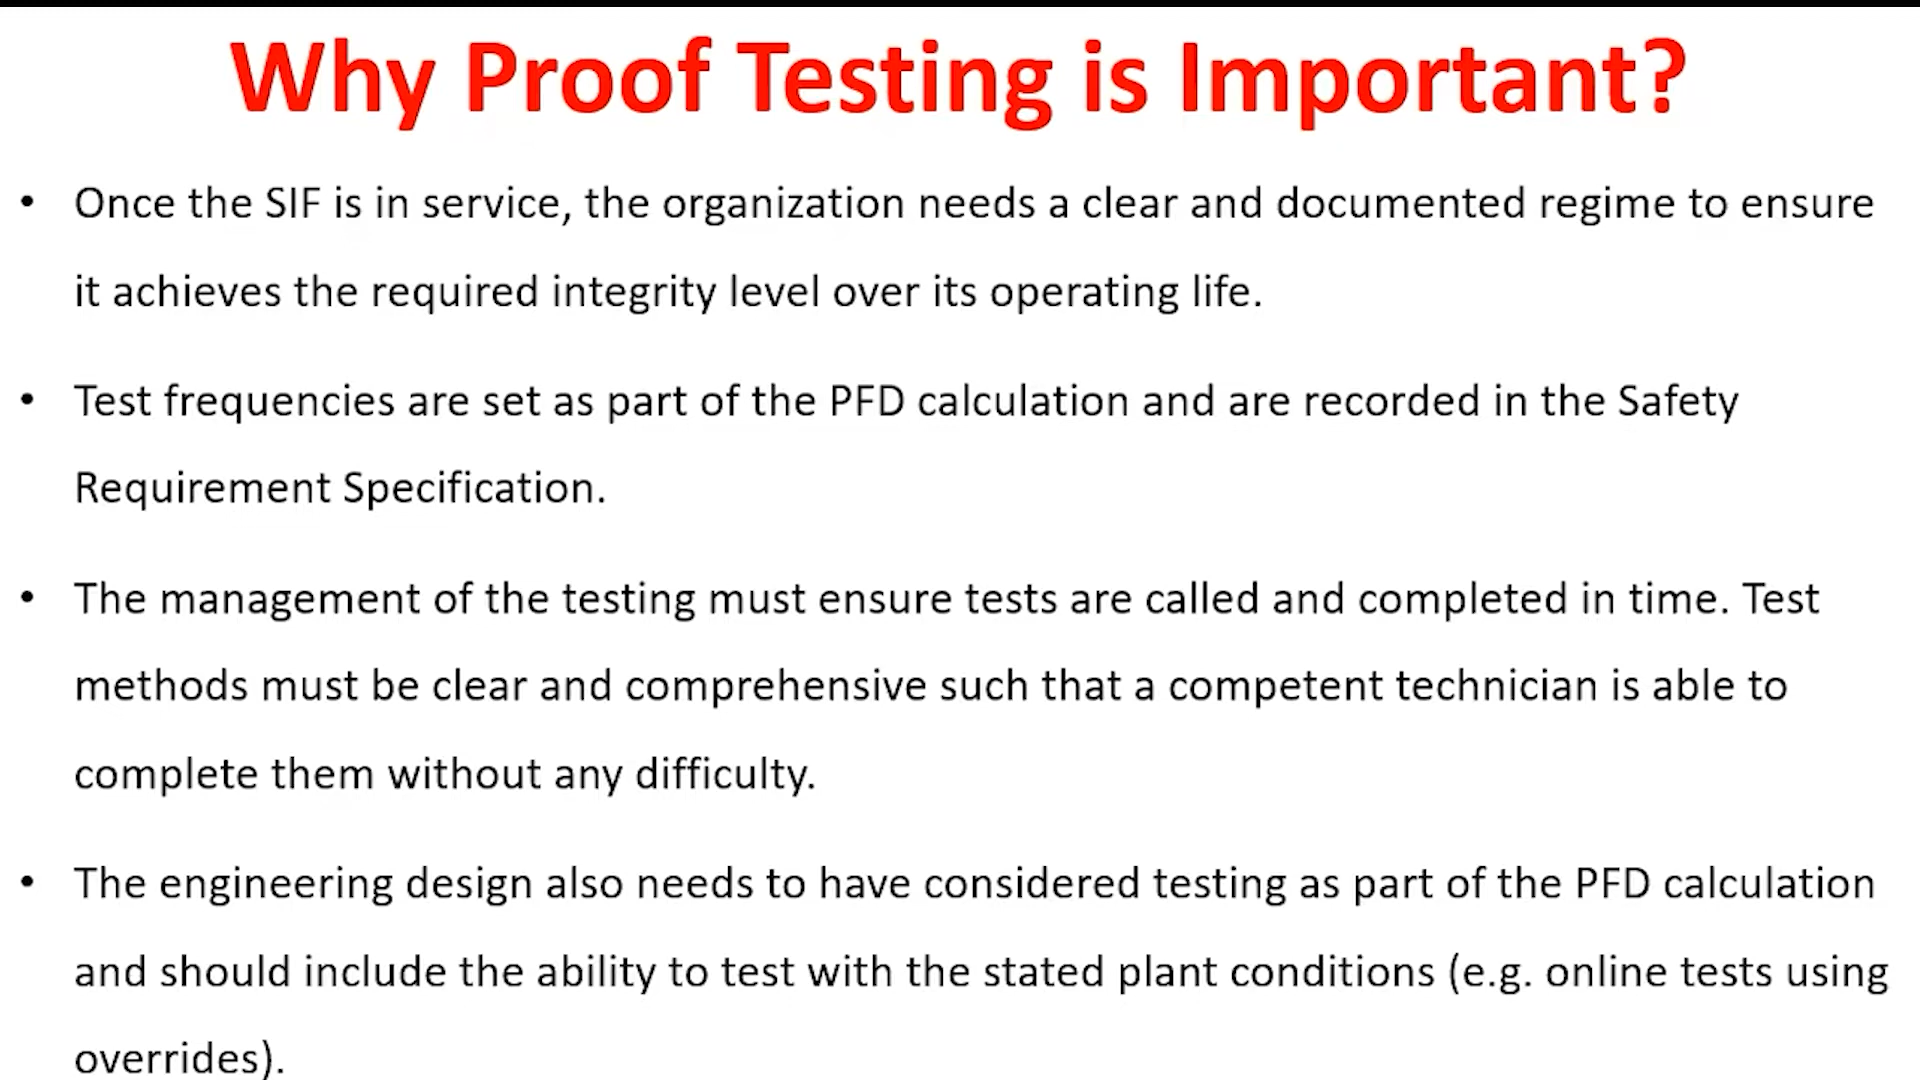 Why Proof Testing is Important?
• Once the SIF is in service, the organization needs a clear and documented regime to ensure
it achieves the required integrity level over its operating life.
• Test frequencies are set as part of the PFD calculation and are recorded in the Safety
Requirement Specification.
• The management of the testing must ensure tests are called and completed in time. Test
methods must be clear and comprehensive such that a competent technician is able to
complete them without any difficulty.
• The engineering design also needs to have considered testing as part of the PFD calculation
and should include the ability to test with the stated plant conditions (e.g. online tests using
overrides).